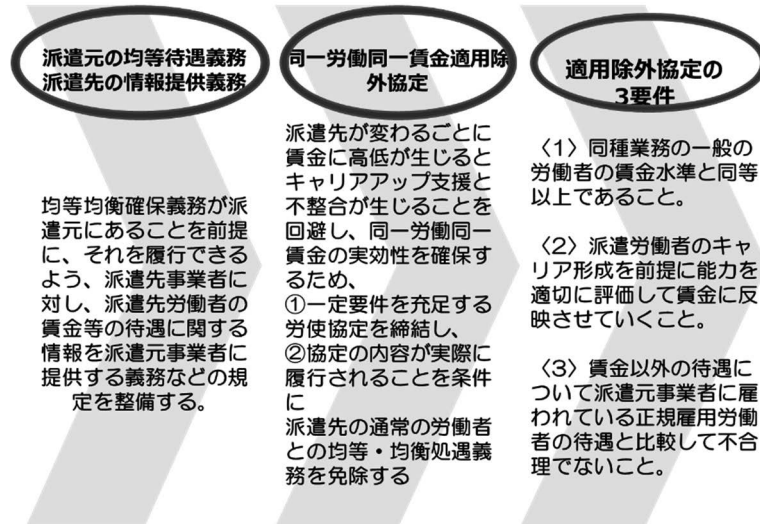 派遣元の均等待遇義務
派遣先の情報提供義務
均等均衡確保義務が派
遣元にあることを前提
に、それを履行できる
よう、派遣先事業者に
対し、派遣先労働者の
賃金等の待遇に関する
情報を派遣元事業者に
提供する義務などの規
定を整備する。
同一労働同一賃金適用除
外協定
派遣先が変わるごとに
賃金に高低が生じると
キャリアアップ支援と
不整合が生じることを
回避し、同一労働同一
賃金の実効性を確保す
るため、
①一定要件を充足する
労使協定を締結し、
②協定の内容が実際に
履行されることを条件
に
派遣先の通常の労働者
との均等・均衡処遇義
務を免除する
適用除外協定の
3要件
〈1〉同種業務の一般の
労働者の賃金水準と同等
以上であること。
〈2〉派遣労働者のキャ
リア形成を前提に能力を
適切に評価して賃金に反
映させていくこと。
〈3〉賃金以外の待遇に
ついて派遣元事業者に雇
われている正規雇用労働
者の待遇と比較して不合
理でないこと。